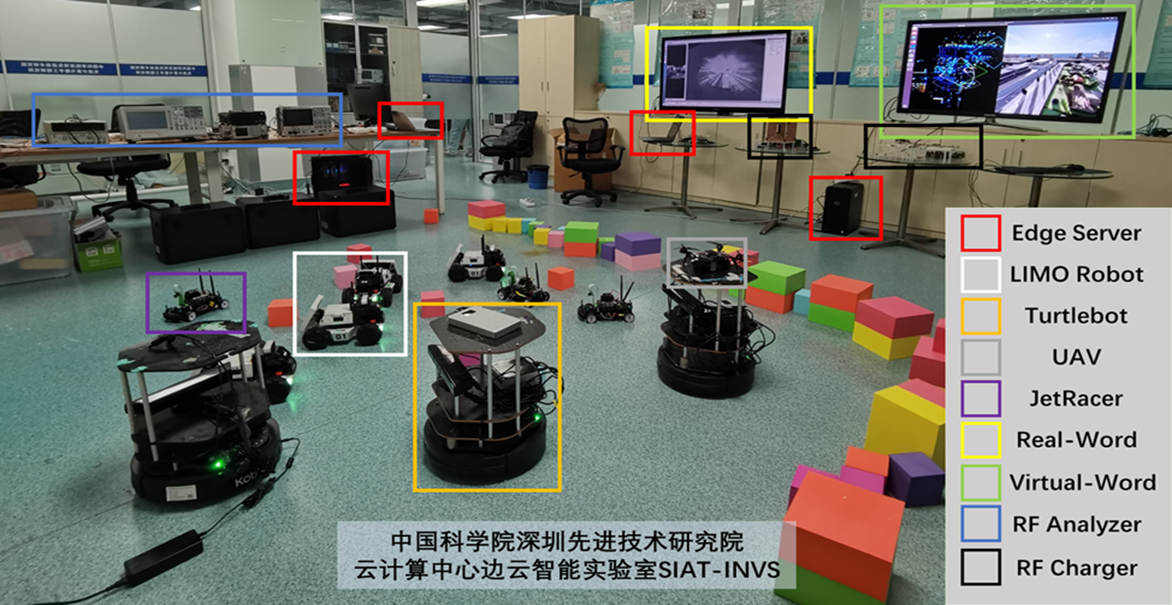 Edge Server
LIMO Robot
Turtlebot
UAV
JetRacer
Real-Word
Virtual-Word
RF Analyzer
RF Charger
01
中国科学院深圳先进技术研究院
云计算中心边云智能实验室SIAT-INVS